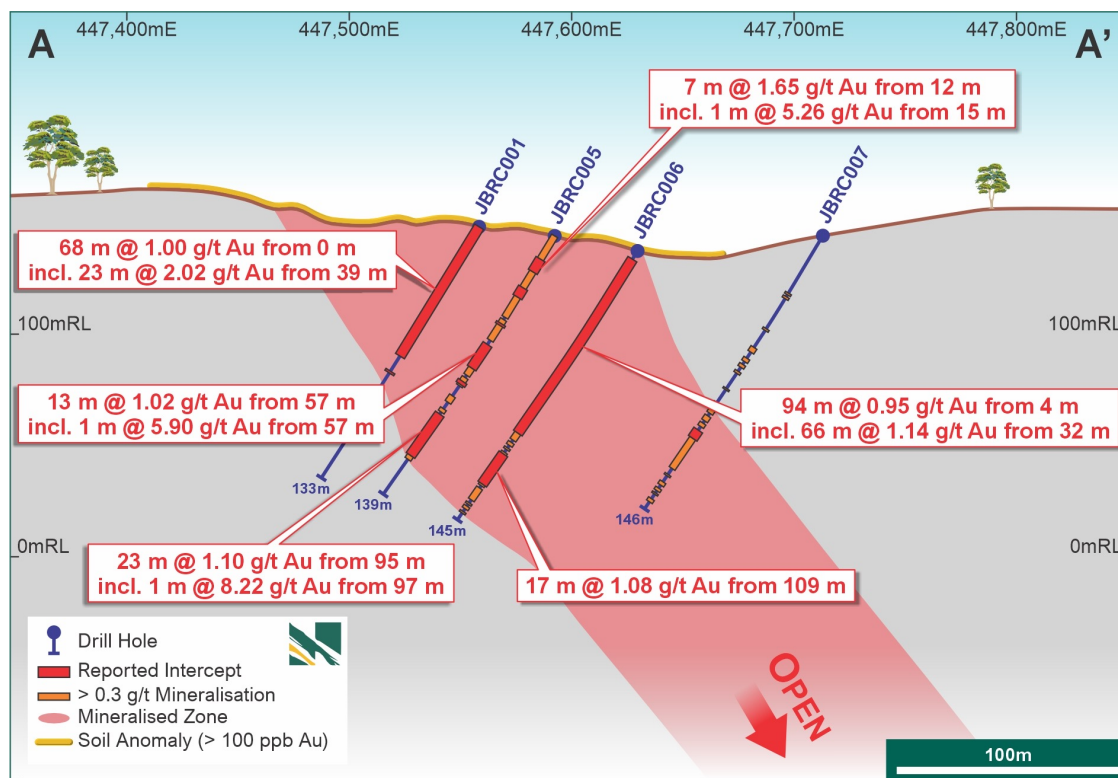 A
447,400mE
447,500mE
447,600mE
447,700mE
447,800mE
A'
7 m @ 1.65 g/t Au from 12 m
incl. 1 m @ 5.26 g/t Au from 15 m
JBRC001
JBRC005
JBRC006
JBRC007
68 m @ 1.00 g/t Au from 0 m
incl. 23 m @ 2.02 g/t Au from 39 m
100mRL
100mRL
13 m @ 1.02 g/t Au from 57 m
incl. 1 m @ 5.90 g/t Au from 57 m
94 m @ 0.95 g/t Au from 4 m
incl. 66 m @ 1.14 g/t Au from 32 m
133m
139m
145m
146m
0mRL
0mRL
23 m @ 1.10 g/t Au from 95 m
incl. 1 m @ 8.22 g/t Au from 97 m
17 m @ 1.08 g/t Au from 109 m
Drill Hole
Reported Intercept
> 0.3 g/t Mineralisation
Mineralised Zone
Soil Anomaly (> 100 ppb Au)
OPEN
100m